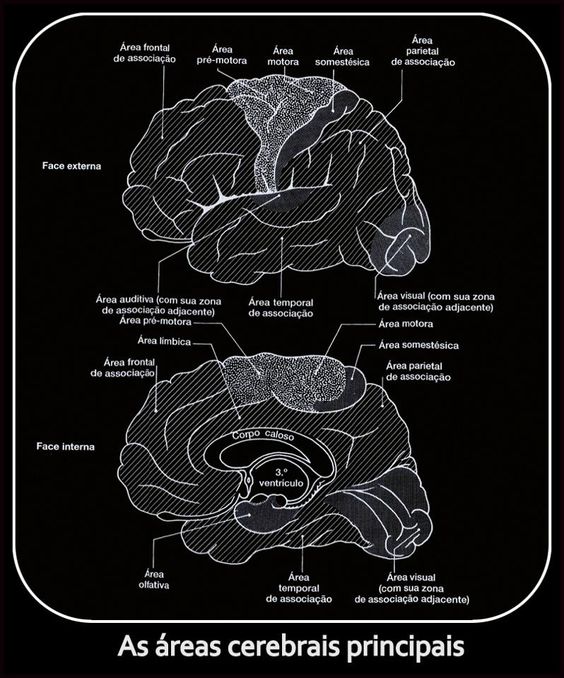 Área frontal
de associação
Área
pré-motora
Área
motora
Área
somestésica
Área
parietal
de associação
Face externa
Área auditiva (com sua zona
de associação adjacente)
Área temporal
de associação
Área visual (com sua zona
de associação adjacente)
Área pré-motora
Área motora
Área límbica
Área somestésica
Área frontal
de associação
Área parietal
de associação
Face interna
Corpo caloso
3.º
ventrículo
Área
olfativa
Área
temporal
de associação
Área visual
(com sua zona
de associação adjacente)
As áreas cerebrais principais